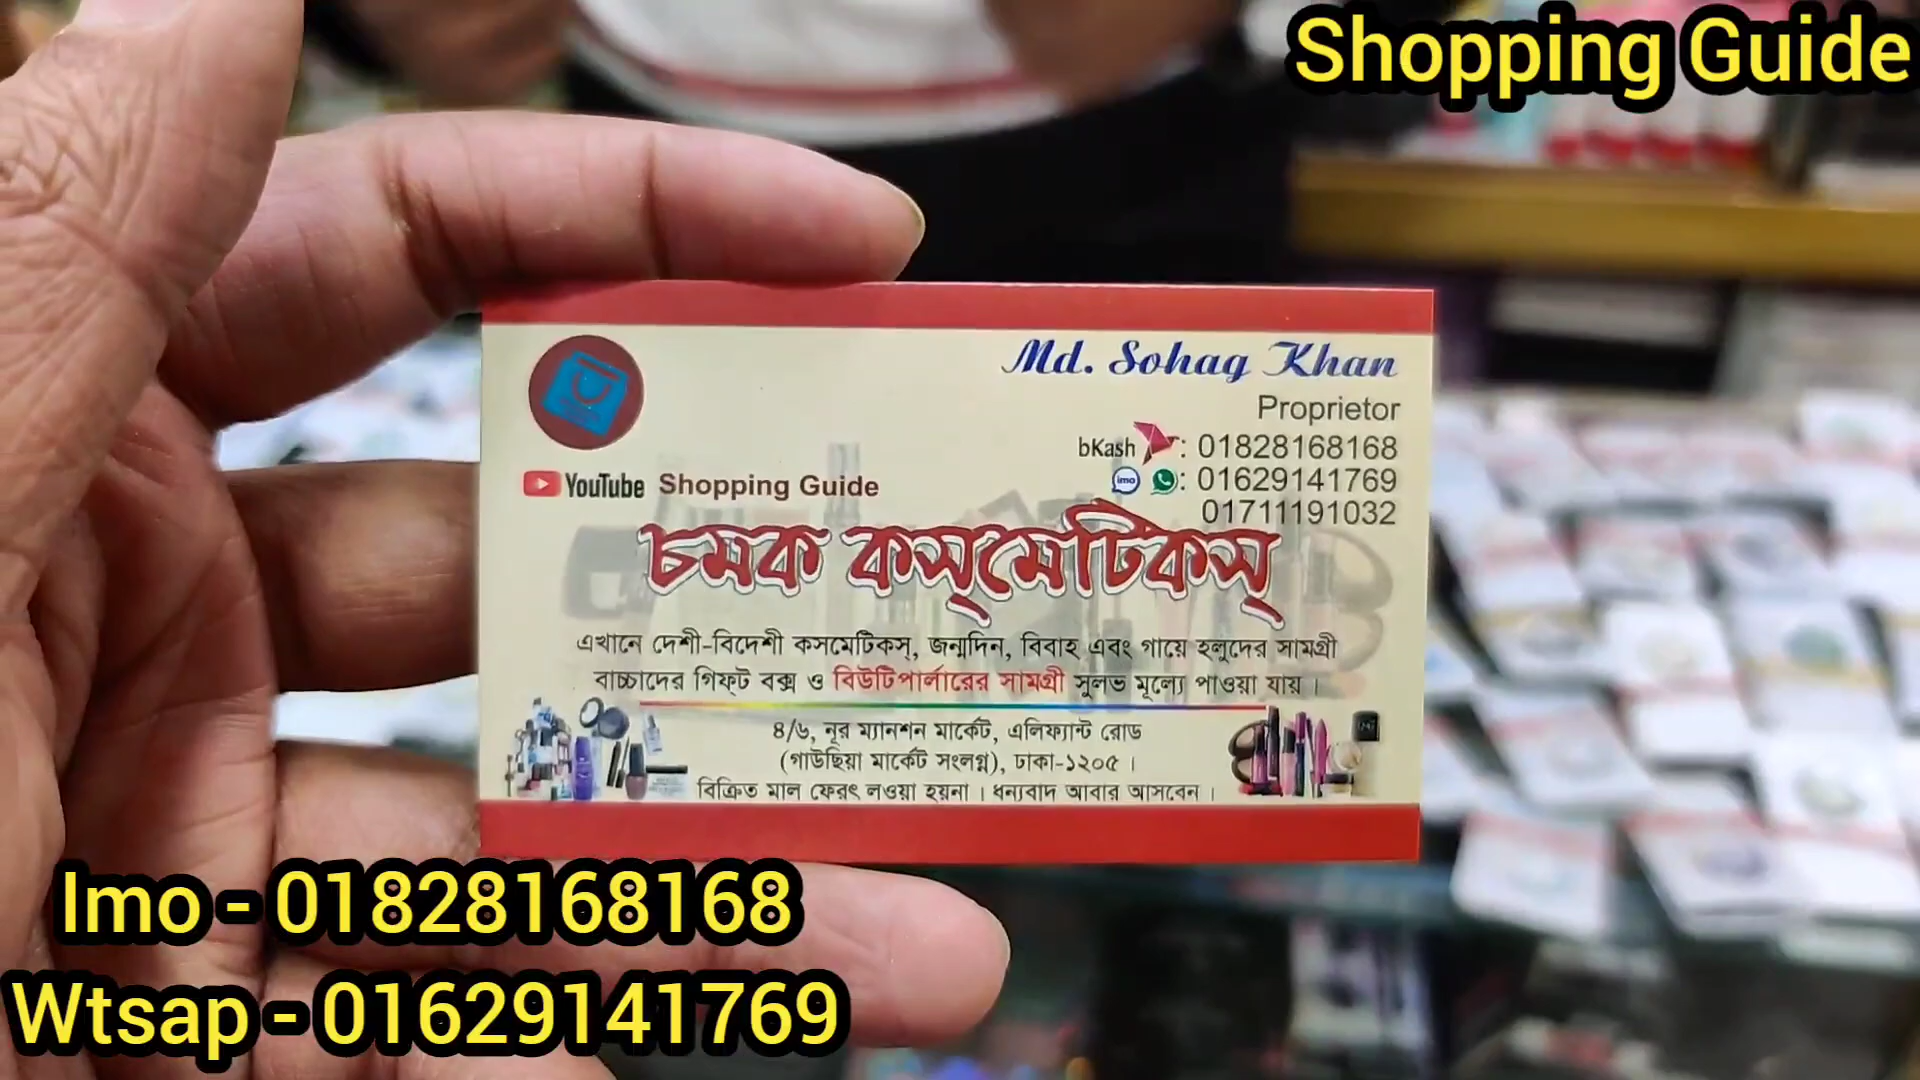 Shopping Guide
Md. Sohag Khan
Proprietor
bKash : 01828168168
imo : 01629141769
01711191032
YouTube Shopping Guide
চমক কস্‌মেটিকস্
এখানে দেশী-বিদেশী কসমেটিকস্, জন্মদিন, বিবাহ এবং গায়ে হলুদের সামগ্রী
বাচ্চাদের গিফ্‌ট বক্স ও বিউটিপার্লারের সামগ্রী সুলভ মূল্যে পাওয়া যায়।
৪/৬, নূর ম্যানশন মার্কেট, এলিফ্যান্ট রোড
(গাউছিয়া মার্কেট সংলগ্ন), ঢাকা-১২০৫।
বিক্রিত মাল ফেরৎ লওয়া হয়না। ধন্যবাদ আবার আসবেন।
Imo - 01828168168
Wtsap - 01629141769